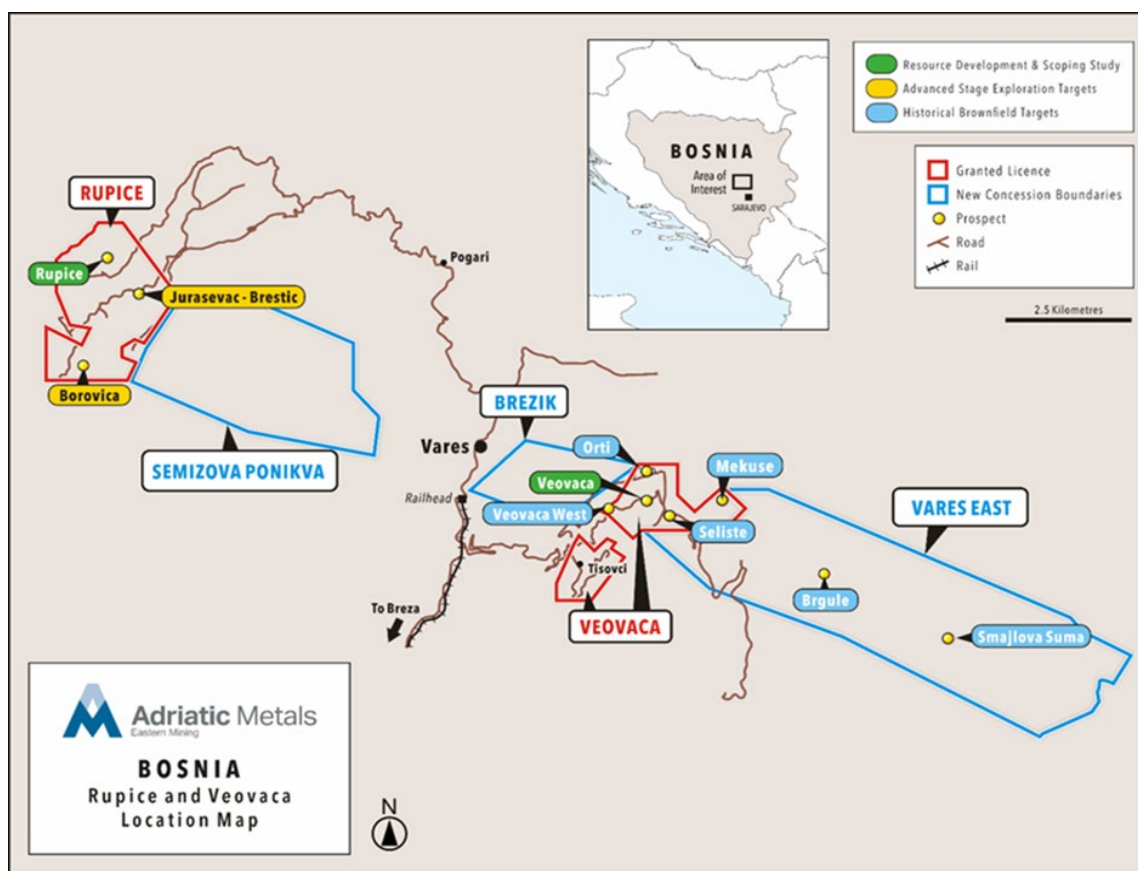 Resource Development & Scoping Study
Advanced Stage Exploration Targets
Historical Brownfield Targets
BOSNIA
Area of
Interest
SARAJEVO
Granted Licence
New Concession Boundaries
Prospect
Road
Rail
2.5 Kilometres
RUPICE
Pogari
Rupice
Jurasevac - Brestic
Borovica
SEMIZOVA PONIKVA
BREZIK
Vares
Orti
Mekuse
Veovaca
Railhead
Veovaca West
Seliste
VARES EAST
Tisovci
Brgule
To Breza
VEOVACA
Smajlova Suma
Adriatic Metals
Eastern Mining
BOSNIA
Rupice and Veovaca
Location Map
N